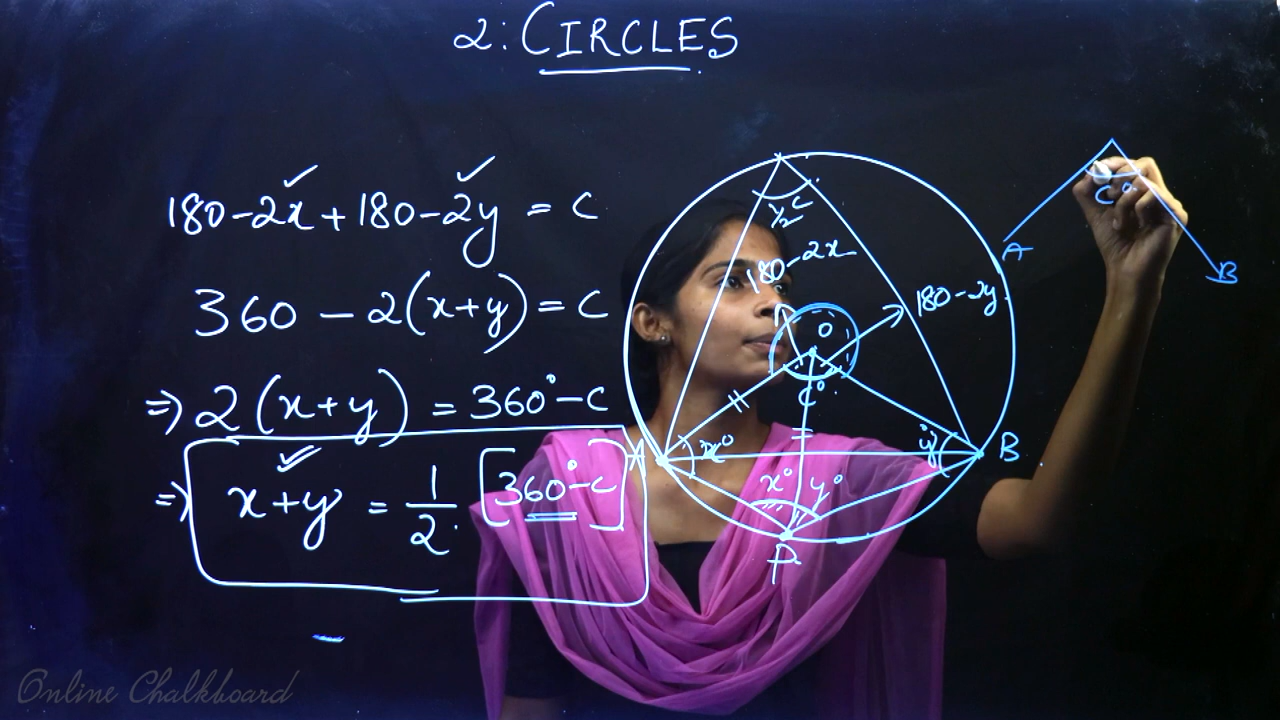 2: CIRCLES
180-2x + 180-2y = C
360 - 2(x+y) = C
⇒ 2(x+y) = 360° - C
⇒ x+y = 1/2 [360° - C]
½C
180-2x
180-2y
O
C°
x°
y°
B
x° y°
P
C°
A
B
Online Chalkboard